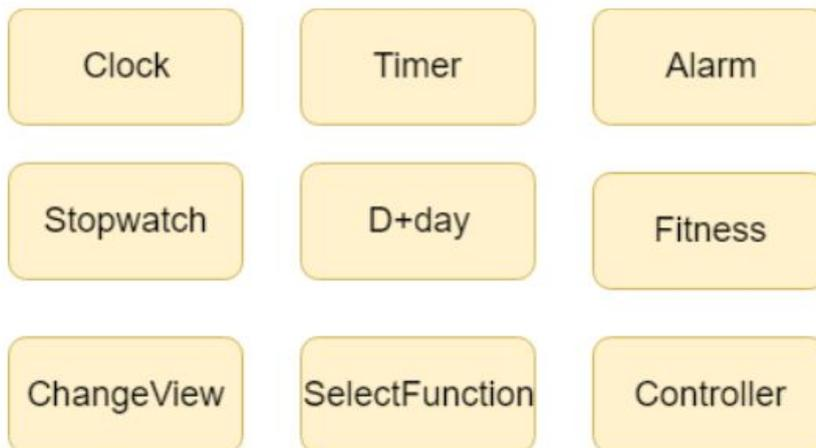 Clock
Timer
Alarm
Stopwatch
D+day
Fitness
ChangeView
SelectFunction
Controller